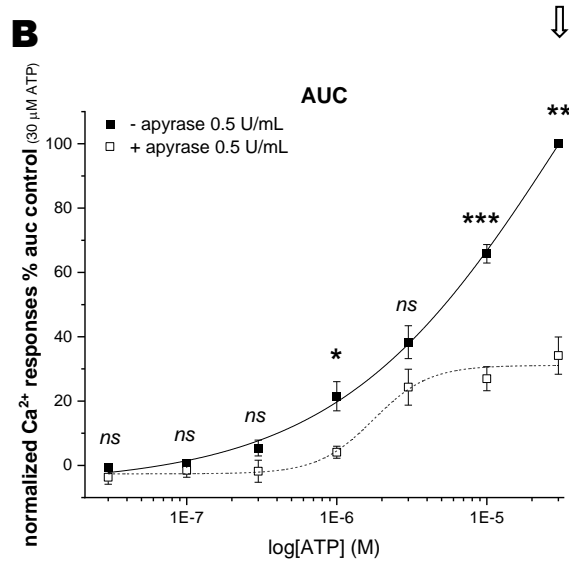 B
AUC
- apyrase 0.5 U/mL
+ apyrase 0.5 U/mL
normalized Ca²⁺ responses % auc control (30 µM ATP)
100
80
60
40
20
0
ns
ns
ns
*
ns
***
**
1E-7
1E-6
1E-5
log[ATP] (M)